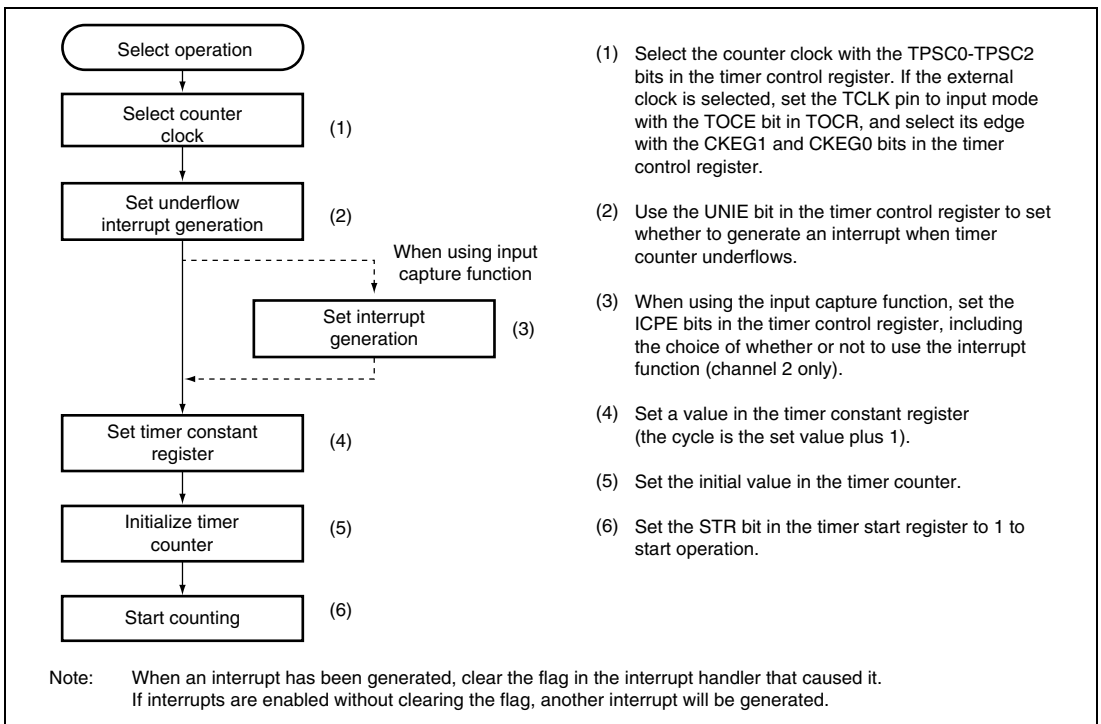 Select operation
Select counter
clock
(1)
Set underflow
interrupt generation
(2)
When using input
capture function
Set interrupt
generation
(3)
Set timer constant
register
(4)
Initialize timer
counter
(5)
Start counting
(6)
(1) Select the counter clock with the TPSC0-TPSC2
bits in the timer control register. If the external
clock is selected, set the TCLK pin to input mode
with the TOCE bit in TOCR, and select its edge
with the CKEG1 and CKEG0 bits in the timer
control register.
(2) Use the UNIE bit in the timer control register to set
whether to generate an interrupt when timer
counter underflows.
(3) When using the input capture function, set the
ICPE bits in the timer control register, including
the choice of whether or not to use the interrupt
function (channel 2 only).
(4) Set a value in the timer constant register
(the cycle is the set value plus 1).
(5) Set the initial value in the timer counter.
(6) Set the STR bit in the timer start register to 1 to
start operation.
Note: When an interrupt has been generated, clear the flag in the interrupt handler that caused it.
If interrupts are enabled without clearing the flag, another interrupt will be generated.